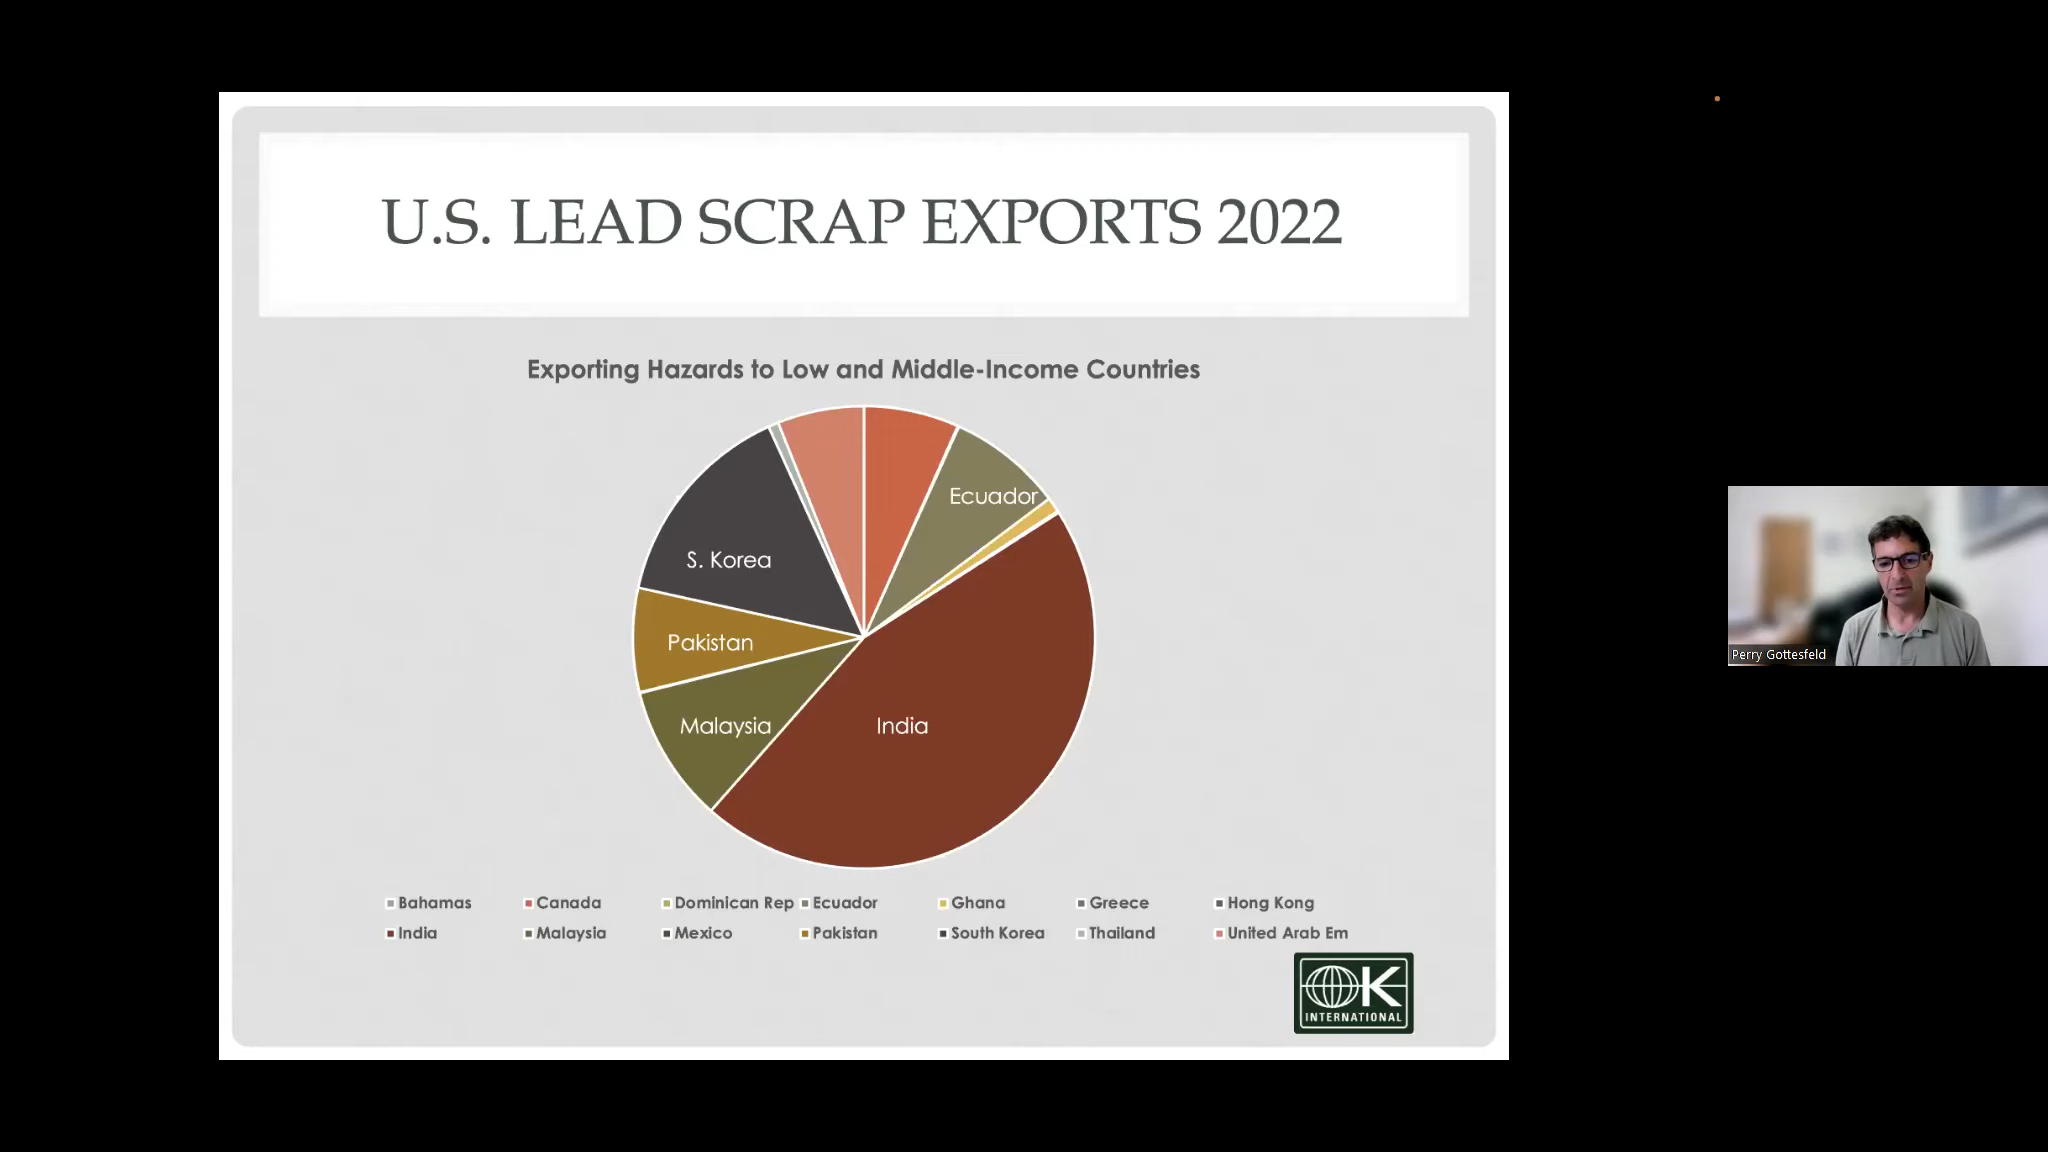 U.S. LEAD SCRAP EXPORTS 2022
Exporting Hazards to Low and Middle-Income Countries
Ecuador
S. Korea
Pakistan
Malaysia
India
Bahamas Canada Dominican Rep Ecuador Ghana Greece Hong Kong
India Malaysia Mexico Pakistan South Korea Thailand United Arab Em
OK
INTERNATIONAL
Perry Gottesfeld